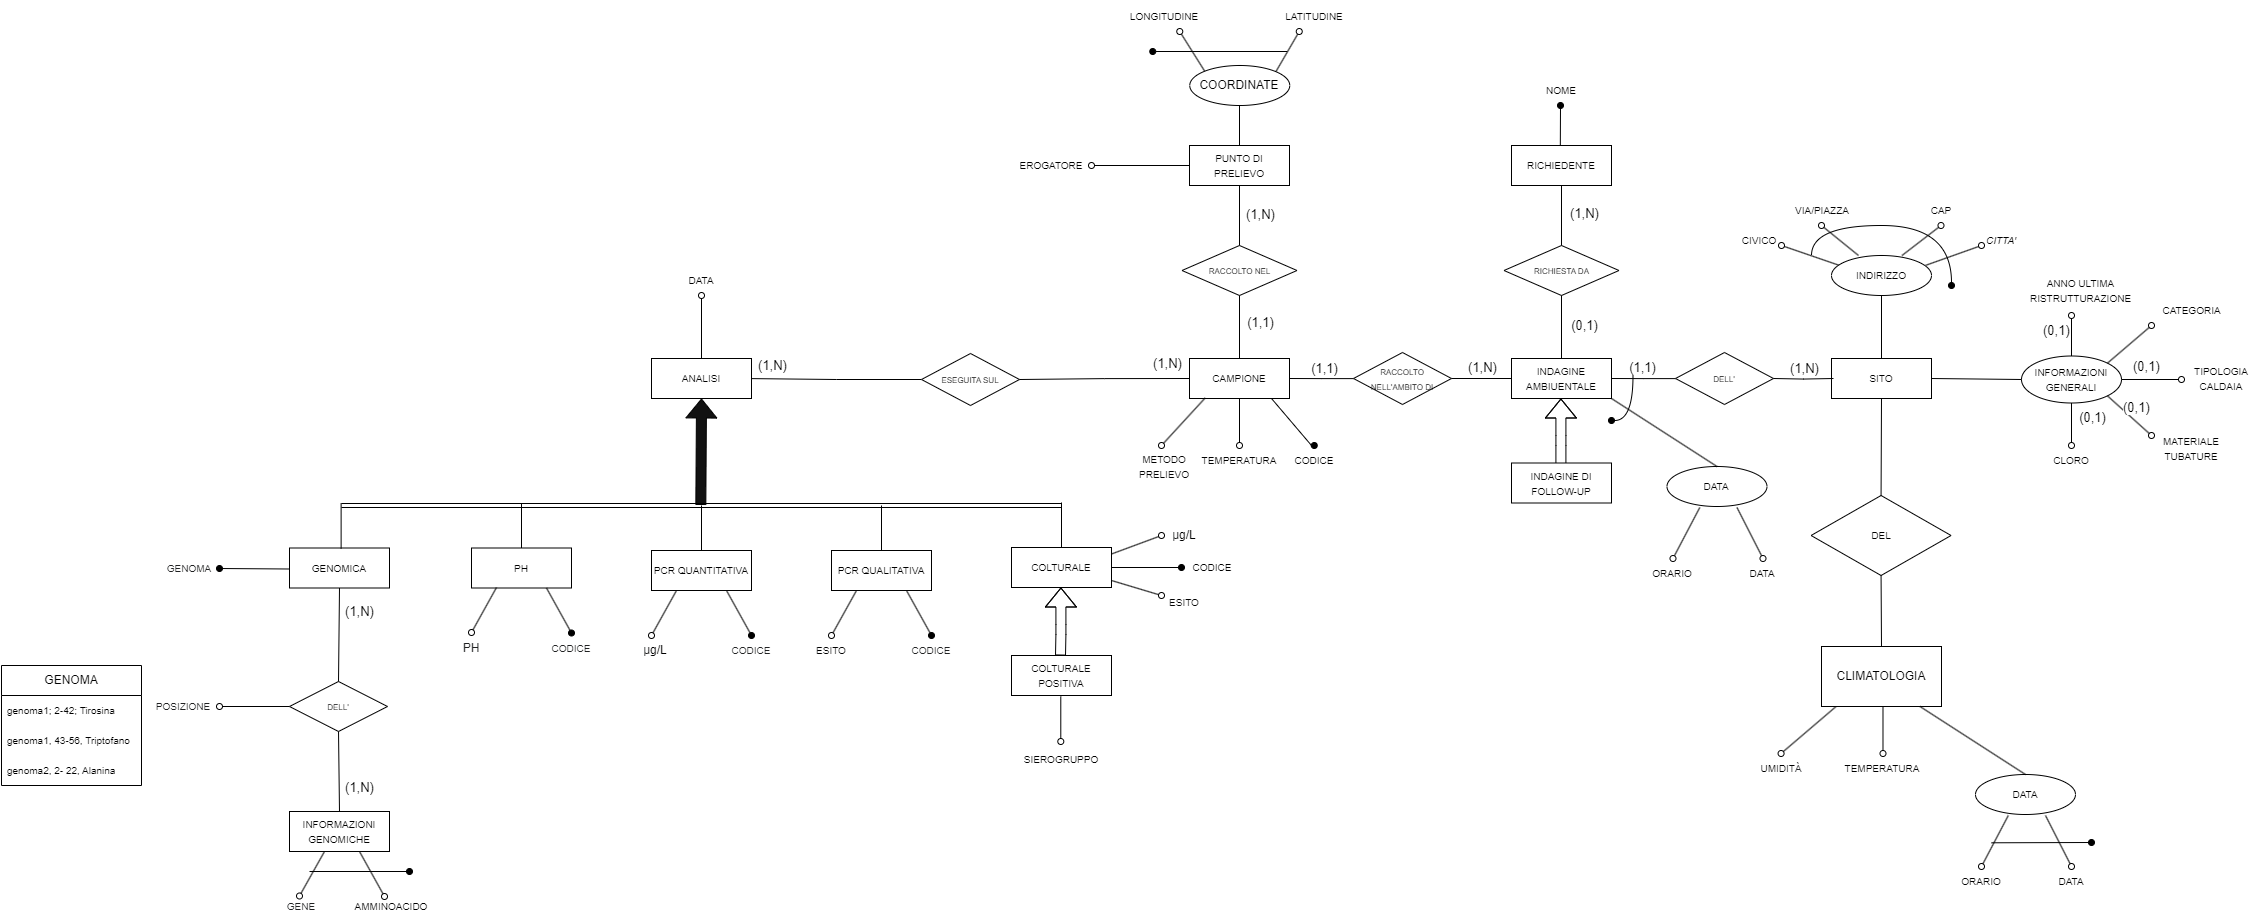 LONGITUDINE
LATITUDINE
COORDINATE
NOME
EROGATORE
PUNTO DI
PRELIEVO
RICHIEDENTE
(1,N)
(1,N)
VIA/PIAZZA
CAP
CIVICO
CITTA'
RACCOLTO NEL
RICHIESTA DA
INDIRIZZO
DATA
ANNO ULTIMA
RISTRUTTURAZIONE
CATEGORIA
(1,1)
(0,1)
(0,1)
(1,N)
(1,N)
(1,1)
(1,N)
(1,1)
(1,N)
(0,1)
ANALISI
ESEGUITA SUL
CAMPIONE
RACCOLTO
NELL'AMBITO DI
INDAGINE
AMBIUENTALE
DELL'
SITO
INFORMAZIONI
GENERALI
TIPOLOGIA
CALDAIA
(0,1)
(0,1)
METODO
PRELIEVO
TEMPERATURA
CODICE
CLORO
MATERIALE
TUBATURE
INDAGINE DI
FOLLOW-UP
DATA
µg/L
DEL
GENOMA
GENOMICA
PH
PCR QUANTITATIVA
PCR QUALITATIVA
COLTURALE
CODICE
ORARIO
DATA
ESITO
(1,N)
PH
CODICE
µg/L
CODICE
ESITO
CODICE
COLTURALE
POSITIVA
CLIMATOLOGIA
GENOMA
genoma1; 2-42; Tirosina
genoma1, 43-56, Triptofano
genoma2, 2- 22, Alanina
POSIZIONE
DELL'
SIEROGRUPPO
UMIDITÀ
TEMPERATURA
(1,N)
DATA
INFORMAZIONI
GENOMICHE
ORARIO
DATA
GENE
AMMINOACIDO